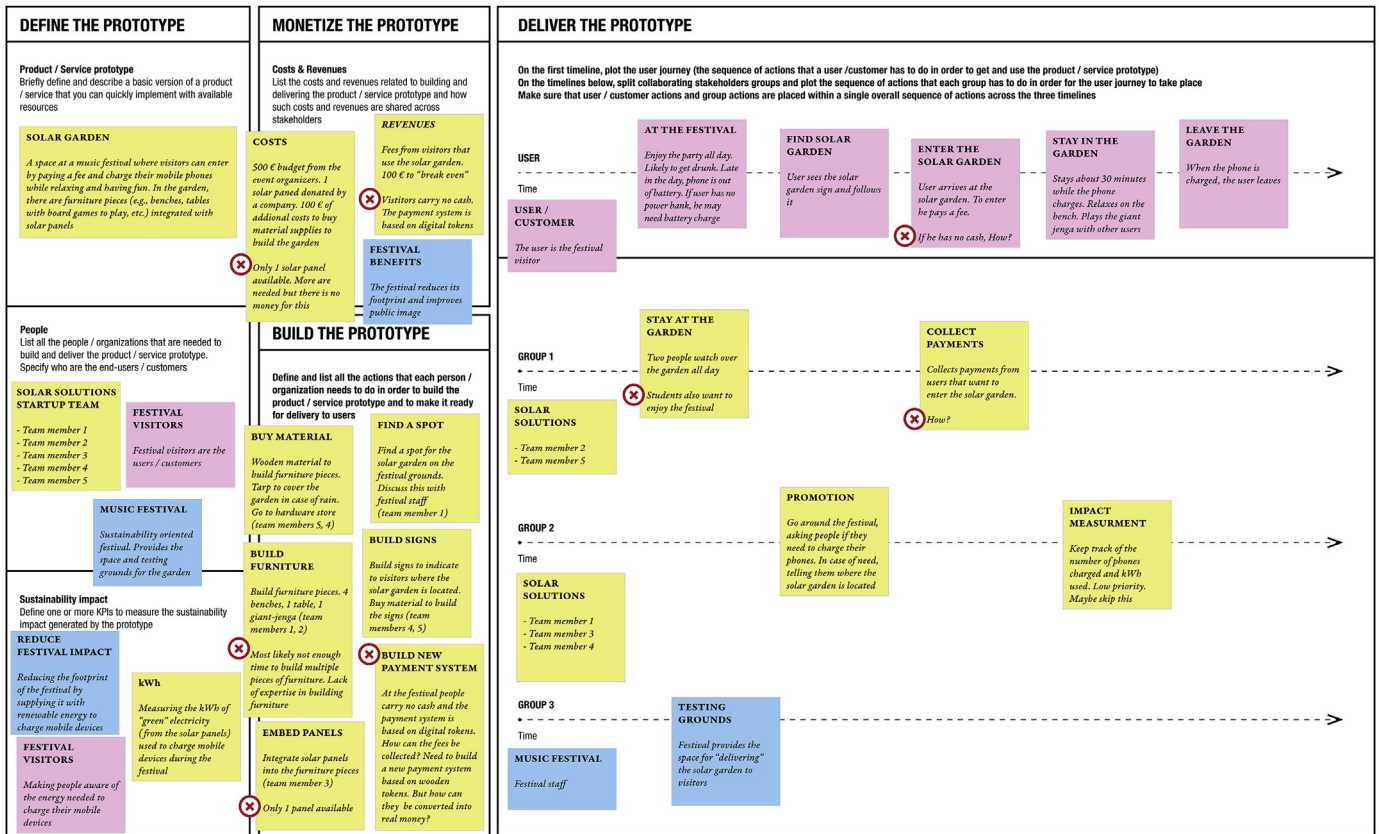 DEFINE THE PROTOTYPE
Product / Service prototype
Briefly define and describe a basic version of a product
/ service that you can quickly implement with available
resources
SOLAR GARDEN
A space at a music festival where visitors can enter
by paying a fee and charge their mobile phones
while relaxing and having fun. In the garden,
there are furniture pieces (e.g., benches, tables
with board games to play, etc.) integrated with
solar panels
People
List all the people / organizations that are needed to
build and deliver the product / service prototype.
Specify who are the end-users / customers
SOLAR SOLUTIONS
STARTUP TEAM
- Team member 1
- Team member 2
- Team member 3
- Team member 4
- Team member 5
FESTIVAL
VISITORS
Festival visitors are the
users / customers
MUSIC FESTIVAL
Sustainability oriented
festival. Provides the
space and testing
grounds for the garden
Sustainability impact
Define one or more KPIs to measure the sustainability
impact generated by the prototype
REDUCE
FESTIVAL IMPACT
Reducing the footprint
of the festival by
supplying it with
renewable energy to
charge mobile devices
kWh
Measuring the kWh of
"green" electricity
(from the solar panels)
used to charge mobile
devices during the
festival
FESTIVAL
VISITORS
Making people aware of
the energy needed to
charge their mobile
devices
MONETIZE THE PROTOTYPE
Costs & Revenues
List the costs and revenues related to building and
delivering the product / service prototype and how
such costs and revenues are shared across
stakeholders
COSTS
500 € budget from the
event organizers. 1
solar paned donated by
a company. 100 € of
addional costs to buy
material supplies to
build the garden
Only 1 solar panel
available. More are
needed but there is no
money for this
REVENUES
Fees from visitors that
use the solar garden.
100 € to "break even"
Vistitors carry no cash.
The payment system is
based on digital tokens
FESTIVAL
BENEFITS
The festival reduces its
footprint and improves
public image
BUILD THE PROTOTYPE
Define and list all the actions that each person /
organization needs to do in order to build the
product / service prototype and to make it ready
for delivery to users
BUY MATERIAL
Wooden material to
build furniture pieces.
Tarp to cover the
garden in case of rain.
Go to hardware store
(team members 5, 4)
FIND A SPOT
Find a spot for the
solar garden on the
festival grounds.
Discuss this with
festival staff
(team member 1)
BUILD
FURNITURE
Build furniture pieces. 4
benches, 1 table, 1
giant-jenga (team
members 1, 2)
Most likely not enough
time to build multiple
pieces of furniture. Lack
of expertise in building
furniture
BUILD SIGNS
Build signs to indicate
to visitors where the
solar garden is located.
Buy material to build
the signs (team
members 4, 5)
EMBED PANELS
Integrate solar panels
into the furniture pieces
(team member 3)
Only 1 panel available
BUILD NEW
PAYMENT SYSTEM
At the festival people
carry no cash and the
payment system is
based on digital tokens.
How can the fees be
collected? Need to build
a new payment system
based on wooden
tokens. But how can
they be converted into
real money?
DELIVER THE PROTOTYPE
On the first timeline, plot the user journey (the sequence of actions that a user /customer has to do in order to get and use the product / service prototype)
On the timelines below, split collaborating stakeholders groups and plot the sequence of actions that each group has to do in order for the user journey to take place
Make sure that user / customer actions and group actions are placed within a single overall sequence of actions across the three timelines
USER
Time
USER /
CUSTOMER
The user is the festival
visitor
AT THE FESTIVAL
Enjoy the party all day.
Likely to get drunk. Late
in the day, phone is out
of battery. If user has no
power bank, he may
need battery charge
FIND SOLAR
GARDEN
User sees the solar
garden sign and follows
it
ENTER THE
SOLAR GARDEN
User arrives at the
solar garden. To enter
he pays a fee.
If he has no cash, How?
STAY IN THE
GARDEN
Stays about 30 minutes
while the phone
charges. Relaxes on the
bench. Plays the giant
jenga with other users
LEAVE THE
GARDEN
When the phone is
charged, the user leaves
GROUP 1
Time
SOLAR
SOLUTIONS
- Team member 2
- Team member 5
STAY AT THE
GARDEN
Two people watch over
the garden all day
Students also want to
enjoy the festival
COLLECT
PAYMENTS
Collects payments from
users that want to
enter the solar garden.
How?
GROUP 2
Time
SOLAR
SOLUTIONS
- Team member 1
- Team member 3
- Team member 4
PROMOTION
Go around the festival,
asking people if they
need to charge their
phones. In case of need,
telling them where the
solar garden is located
IMPACT
MEASURMENT
Keep track of the
number of phones
charged and kWh
used. Low priority.
Maybe skip this
GROUP 3
Time
MUSIC FESTIVAL
Festival staff
TESTING
GROUNDS
Festival provides the
space for "delivering"
the solar garden to
visitors